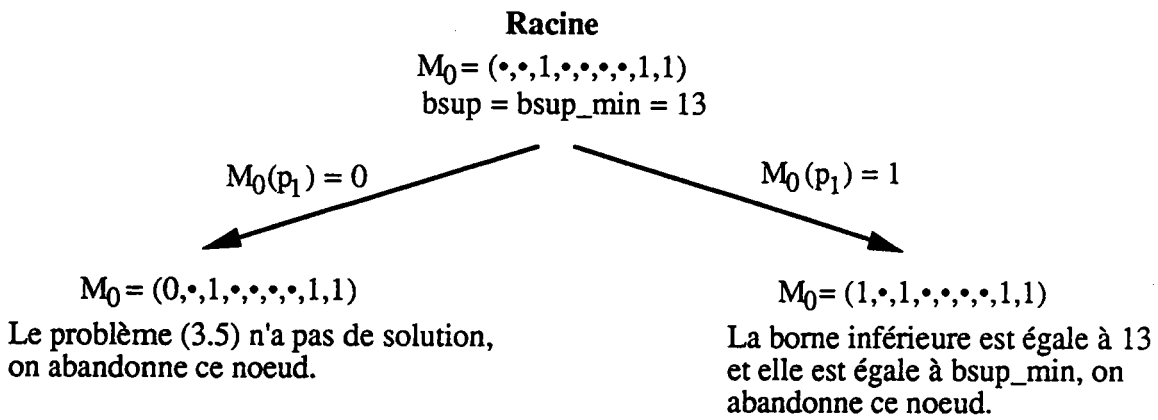 Racine
M₀= (•,•,1,•,•,•,•,1,1)
bsup = bsup_min = 13
M₀(p₁) = 0
M₀(p₁) = 1
M₀= (0,•,1,•,•,•,•,1,1)
Le problème (3.5) n'a pas de solution,
on abandonne ce noeud.
M₀= (1,•,1,•,•,•,•,1,1)
La borne inférieure est égale à 13
et elle est égale à bsup_min, on
abandonne ce noeud.